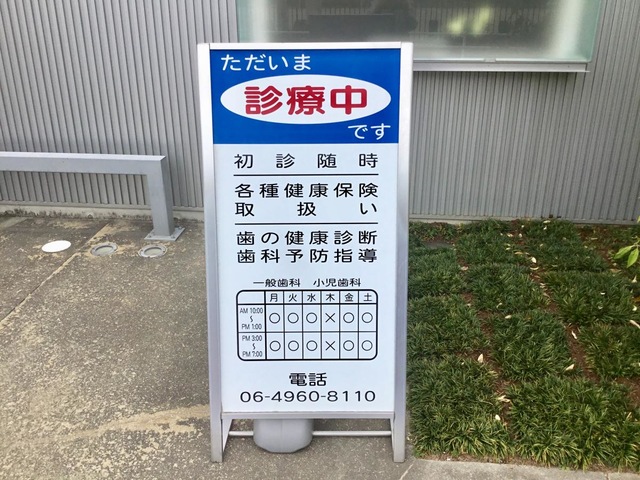 ただいま
診療中
です
初診随時
各種健康保険
取扱い
歯の健康診断
歯科予防指導
一般歯科 小児歯科
月 火 水 木 金 土
AM 10:00 〜 PM 1:00 ○ ○ ○ × ○ ○
PM 3:00 〜 PM 7:00 ○ ○ ○ × ○ ○
電話
06-4960-8110